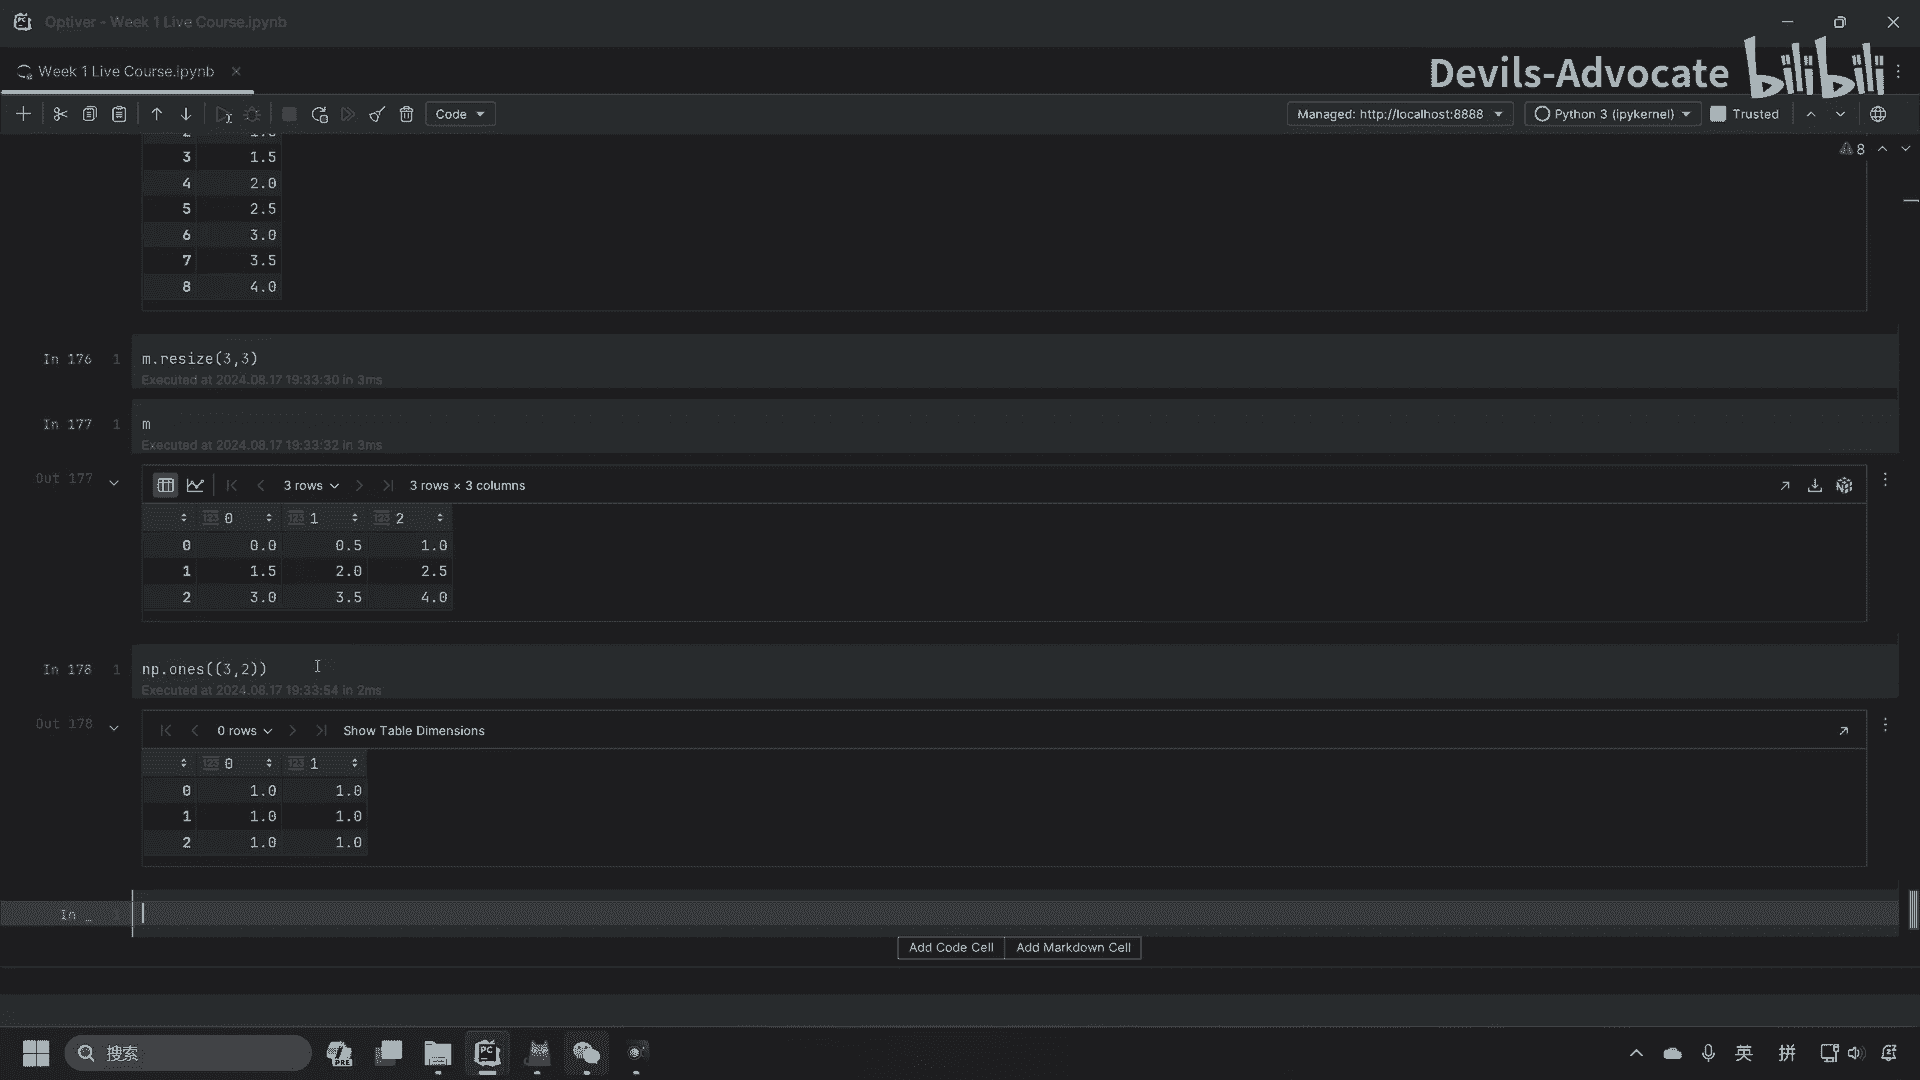 Optiver - Week 1 Live Course.ipynb
Week 1 Live Course.ipynb
Devils-Advocate bilibili
Code
Managed: http://localhost:8888
Python 3 (ipykernel)
Trusted
8
3 1.5
4 2.0
5 2.5
6 3.0
7 3.5
8 4.0
In 176 1 m.resize(3,3)
Executed at 2024.08.17 19:33:30 in 3ms
In 177 1 m
Executed at 2024.08.17 19:33:32 in 3ms
Out 177
3 rows 3 rows × 3 columns
123 0 123 1 123 2
0 0.0 0.5 1.0
1 1.5 2.0 2.5
2 3.0 3.5 4.0
In 178 1 np.ones((3,2))
Executed at 2024.08.17 19:33:54 in 2ms
Out 178
0 rows Show Table Dimensions
123 0 123 1
0 1.0 1.0
1 1.0 1.0
2 1.0 1.0
In _ 1
Add Code Cell Add Markdown Cell
搜索
PRE
PC
英
拼